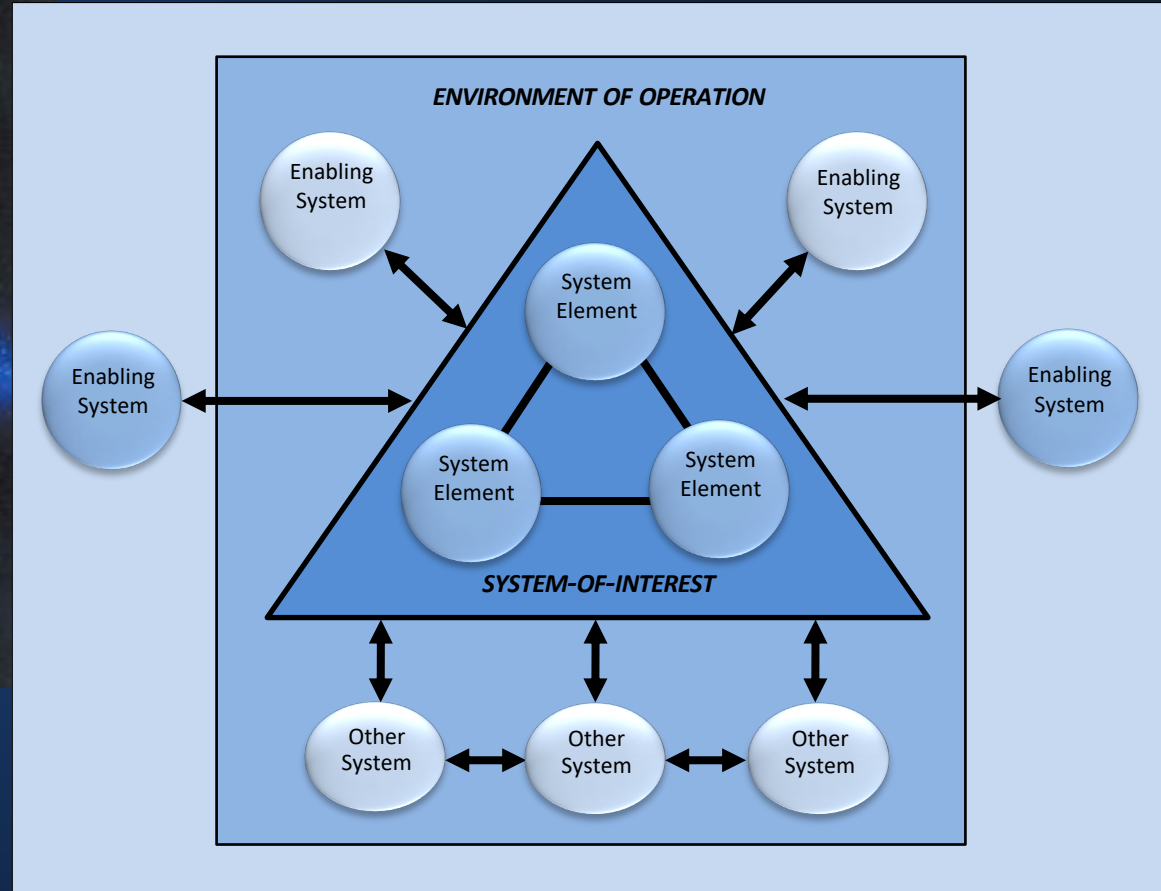 ENVIRONMENT OF OPERATION
Enabling
System
Enabling
System
System
Element
Enabling
System
Enabling
System
System
Element
System
Element
SYSTEM-OF-INTEREST
Other
System
Other
System
Other
System